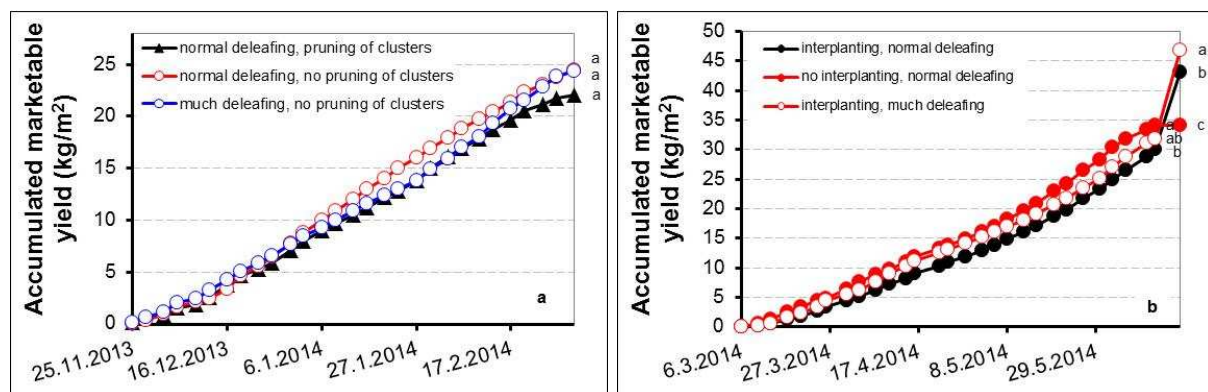 Accumulated marketable
yield (kg/m²)
25
20
15
10
5
0
normal deleafing, pruning of clusters
normal deleafing, no pruning of clusters
much deleafing, no pruning of clusters
a
a
a
a
25.11.2013
16.12.2013
6.1.2014
27.1.2014
17.2.2014
Accumulated marketable
yield (kg/m²)
50
45
40
35
30
25
20
15
10
5
0
interplanting, normal deleafing
no interplanting, normal deleafing
interplanting, much deleafing
a
b
a
c
ab
b
b
6.3.2014
27.3.2014
17.4.2014
8.5.2014
29.5.2014